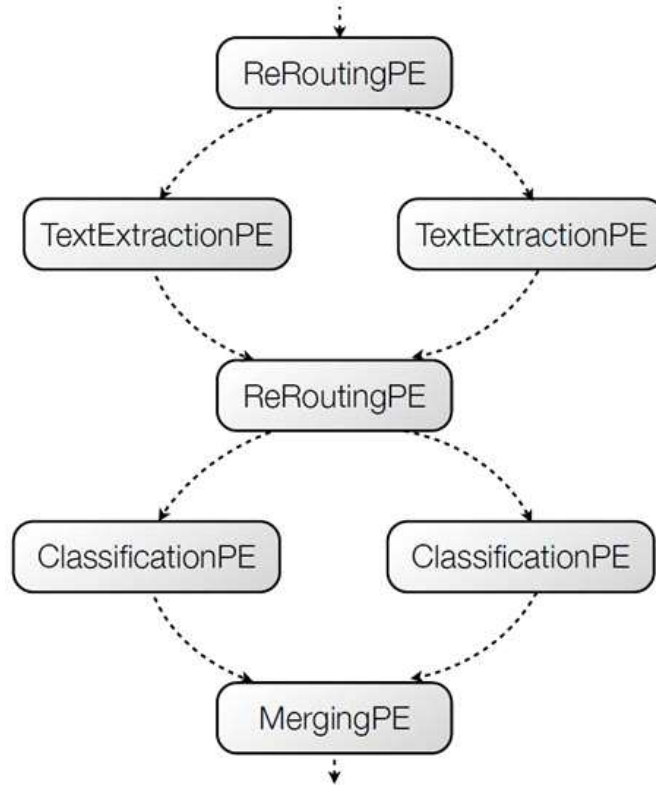 ReRoutingPE
TextExtractionPE
TextExtractionPE
ReRoutingPE
ClassificationPE
ClassificationPE
MergingPE